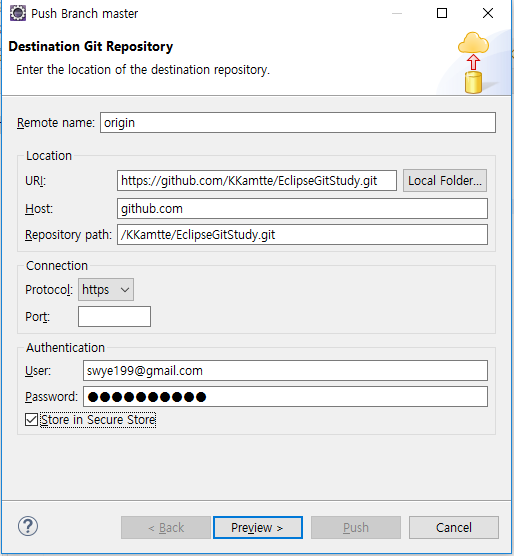 Push Branch master
Destination Git Repository
Enter the location of the destination repository.
Remote name: origin
Location
URI: https://github.com/KKamtte/EclipseGitStudy.git Local Folder...
Host: github.com
Repository path: /KKamtte/EclipseGitStudy.git
Connection
Protocol: https
Port:
Authentication
User: swye199@gmail.com
Password: ●●●●●●●●●●
Store in Secure Store
< Back Preview > Push Cancel